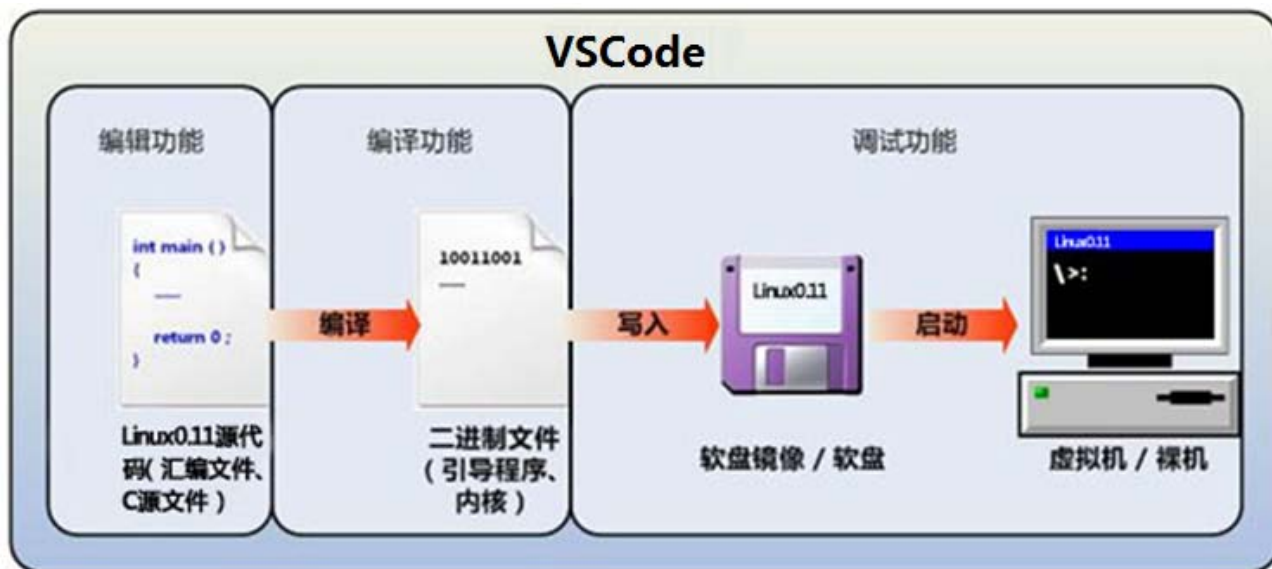 VSCode
编辑功能
编译功能
调试功能
int main ( )
{
return 0 ;
}
编译
10011001
写入
Linux0.11
启动
Linux0.11
\>:
Linux0.11源代
码( 汇编文件、
C源文件 )
二进制文件
( 引导程序、
内核 )
软盘镜像 / 软盘
虚拟机 / 裸机